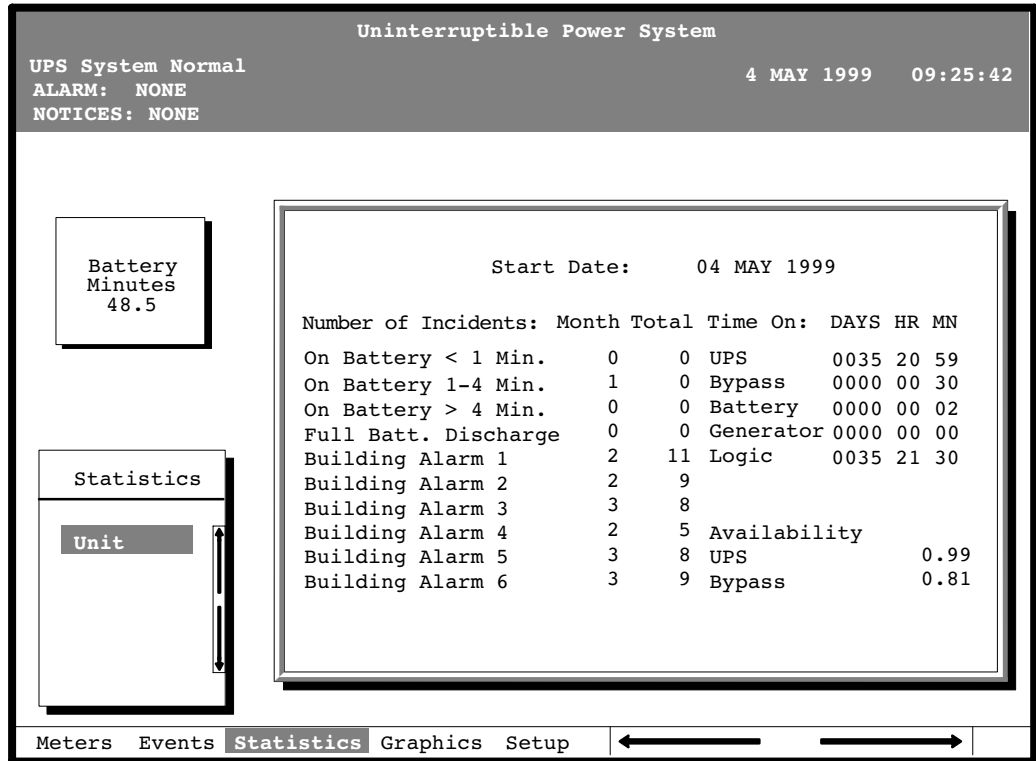 Uninterruptible Power System
UPS System Normal
4 MAY 1999 09:25:42
ALARM: NONE
NOTICES: NONE
Battery
Minutes
48.5
Start Date: 04 MAY 1999
Number of Incidents: Month Total Time On: DAYS HR MN
On Battery < 1 Min. 0 0 UPS 0035 20 59
On Battery 1-4 Min. 1 0 Bypass 0000 00 30
On Battery > 4 Min. 0 0 Battery 0000 00 02
Full Batt. Discharge 0 0 Generator 0000 00 00
Building Alarm 1 2 11 Logic 0035 21 30
Building Alarm 2 2 9
Building Alarm 3 3 8
Building Alarm 4 2 5 Availability
Building Alarm 5 3 8 UPS 0.99
Building Alarm 6 3 9 Bypass 0.81
Statistics
Unit
Meters Events Statistics Graphics Setup